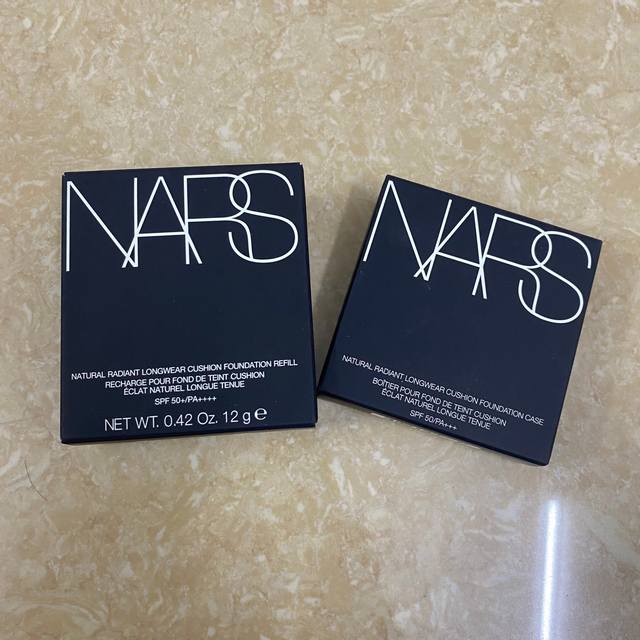 NARS
NATURAL RADIANT LONGWEAR CUSHION FOUNDATION REFILL
RECHARGE POUR FOND DE TEINT CUSHION
ÉCLAT NATUREL LONGUE TENUE
SPF 50+/PA++++
NET WT. 0.42 Oz. 12 g ℮
NARS
NATURAL RADIANT LONGWEAR CUSHION FOUNDATION CASE
BOÎTIER POUR FOND DE TEINT CUSHION
ÉCLAT NATUREL LONGUE TENUE
SPF 50/PA+++